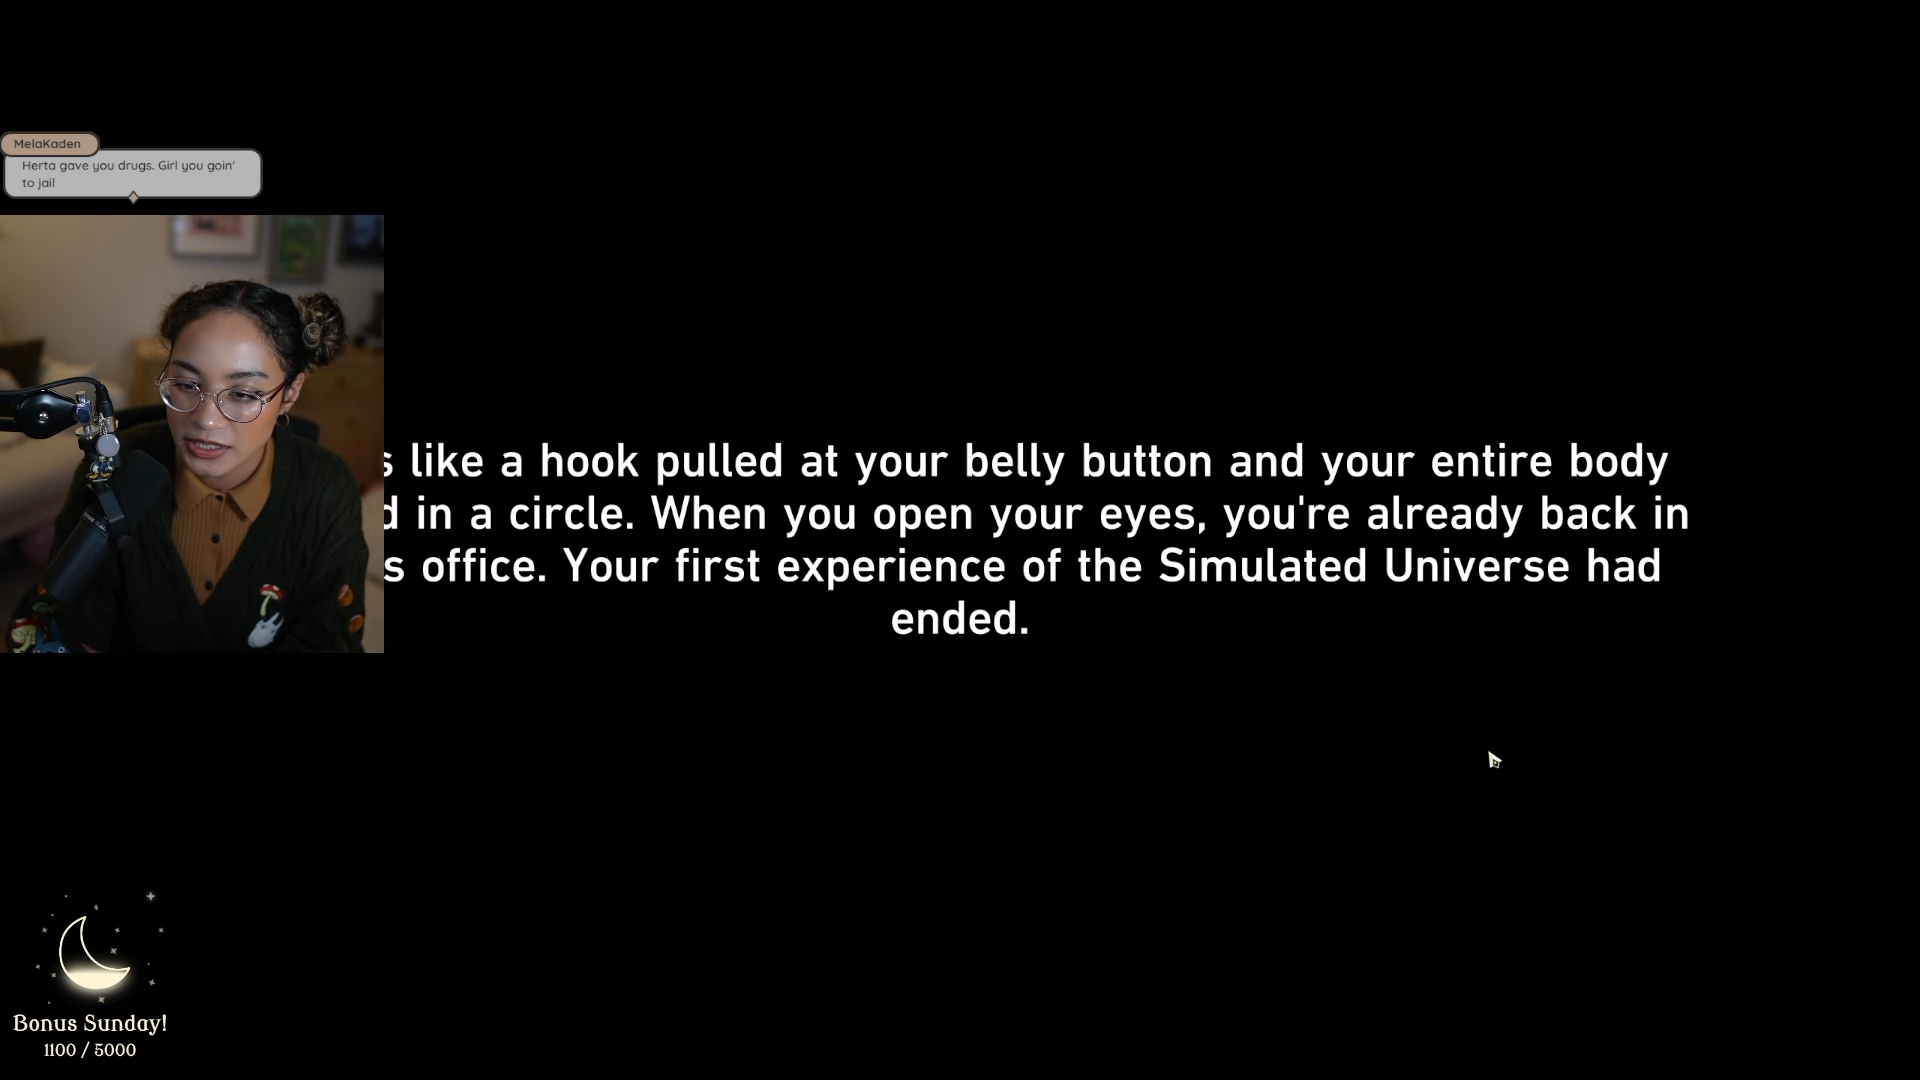 MelaKaden
Herta gave you drugs. Girl you goin'
to jail
like a hook pulled at your belly button and your entire body
in a circle. When you open your eyes, you're already back in
office. Your first experience of the Simulated Universe had
ended.
Bonus Sunday!
1100 / 5000